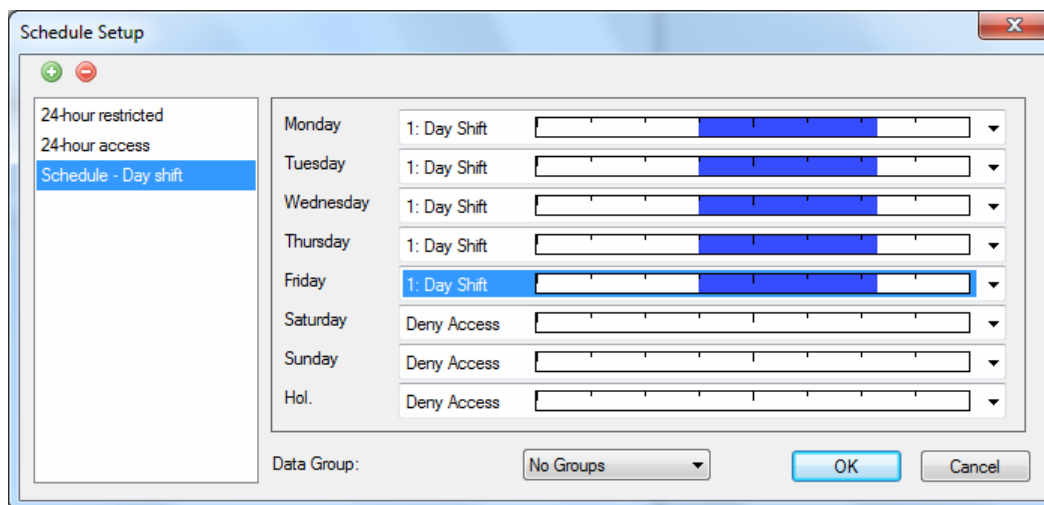 Schedule Setup
24-hour restricted
24-hour access
Schedule - Day shift
Monday 1: Day Shift
Tuesday 1: Day Shift
Wednesday 1: Day Shift
Thursday 1: Day Shift
Friday 1: Day Shift
Saturday Deny Access
Sunday Deny Access
Hol. Deny Access
Data Group: No Groups OK Cancel